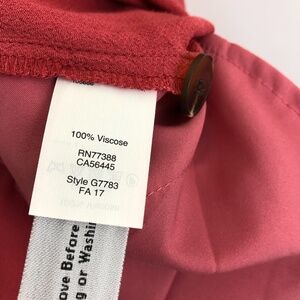 100% Viscose
RN77388
CA56445
Style G7783
FA 17
ove Before
g or Washi